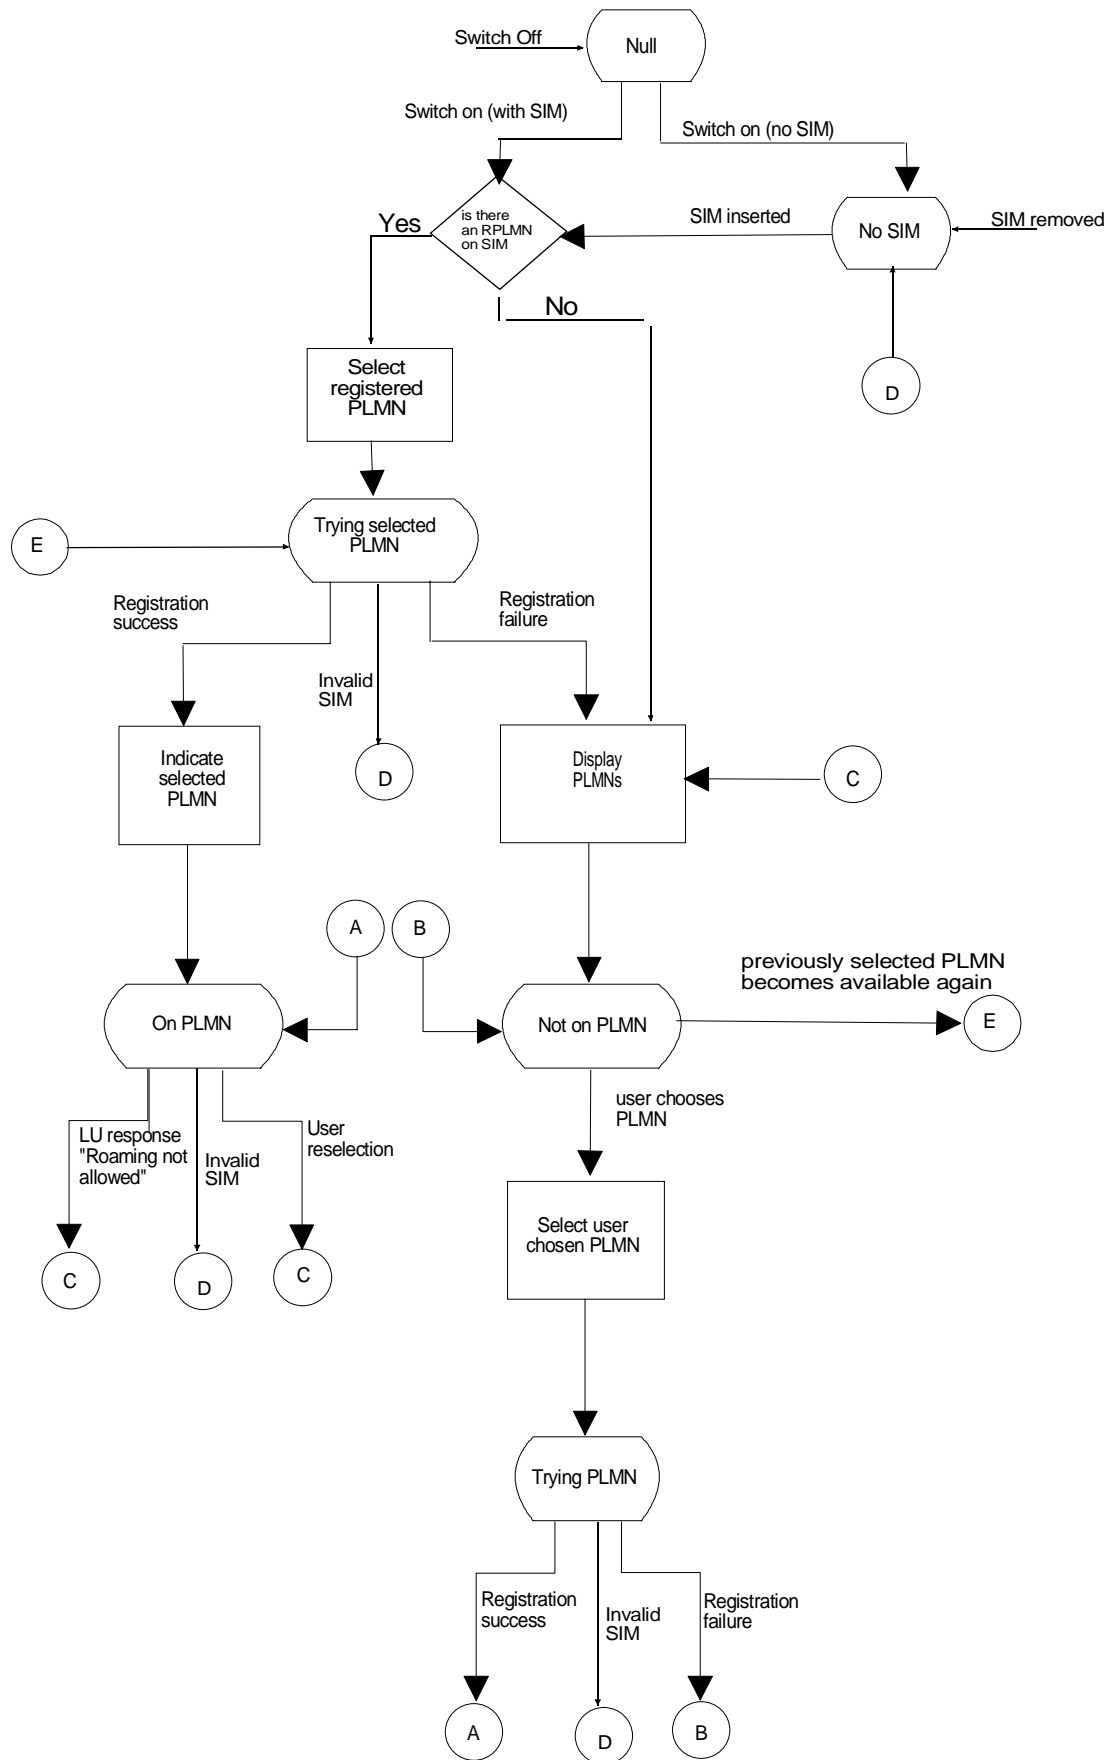 Switch Off
Null
Switch on (with SIM)
Switch on (no SIM)
Yes
is there
an RPLMN
on SIM
SIM inserted
No SIM
SIM removed
No
Select
registered
PLMN
D
E
Trying selected
PLMN
Registration
success
Invalid
SIM
Registration
failure
Indicate
selected
PLMN
D
Display
PLMNs
C
A
B
previously selected PLMN
becomes available again
On PLMN
Not on PLMN
E
user chooses
PLMN
LU response
"Roaming not
allowed"
Invalid
SIM
User
reselection
C
D
C
Select user
chosen PLMN
Trying PLMN
Registration
success
Invalid
SIM
Registration
failure
A
D
B